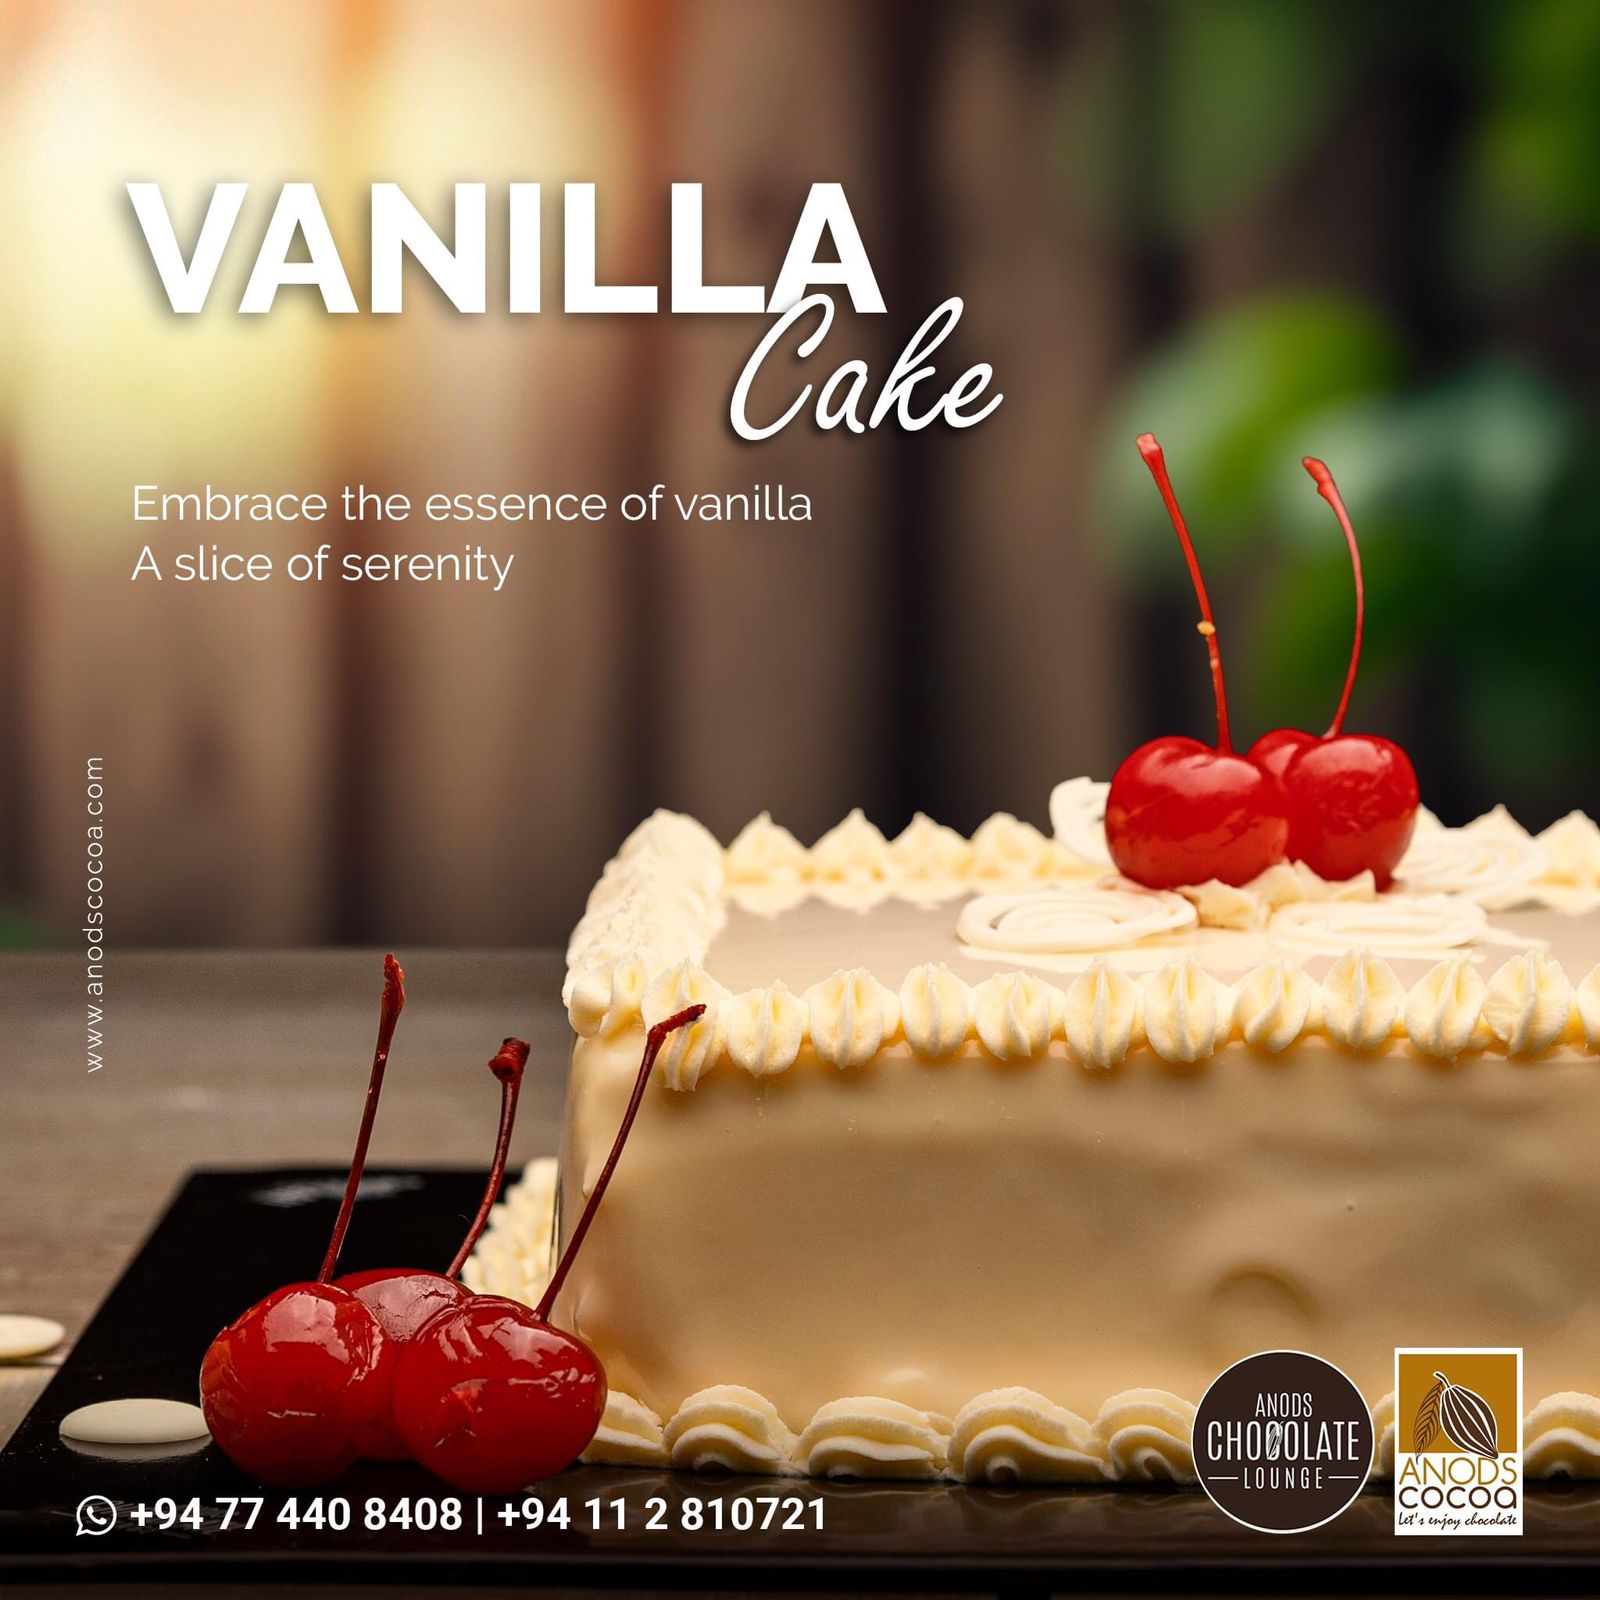 VANILLA
Cake
Embrace the essence of vanilla
A slice of serenity
www.anodscocoa.com
+94 77 440 8408 | +94 11 2 810721
ANODS
CHOCOLATE
LOUNGE
ANODS
cocoa
Let's enjoy chocolate